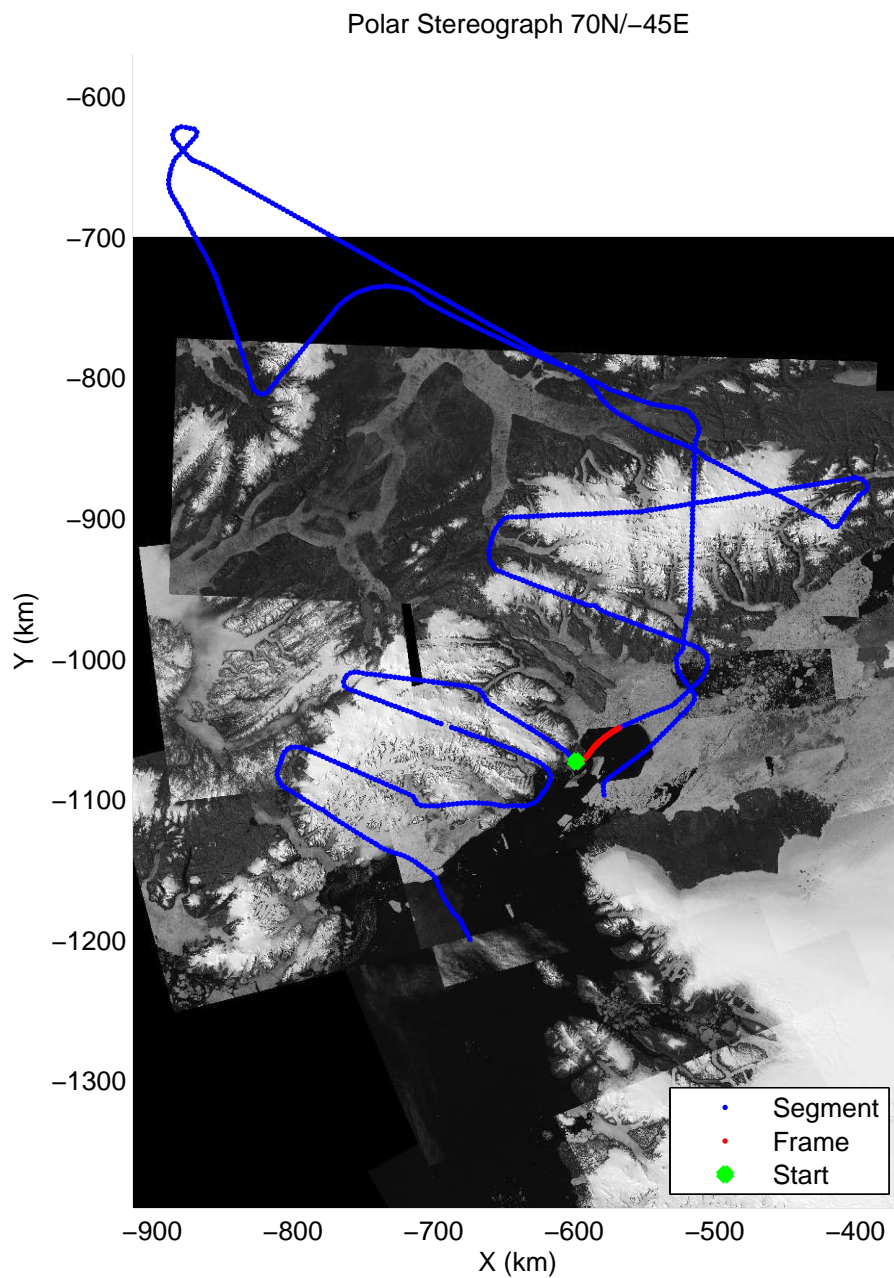 Polar Stereograph 70N/−45E
−600
−700
−800
−900
−1000
−1100
−1200
−1300
Y (km)
−900 −800 −700 −600 −500 −400
X (km)
Segment
Frame
Start